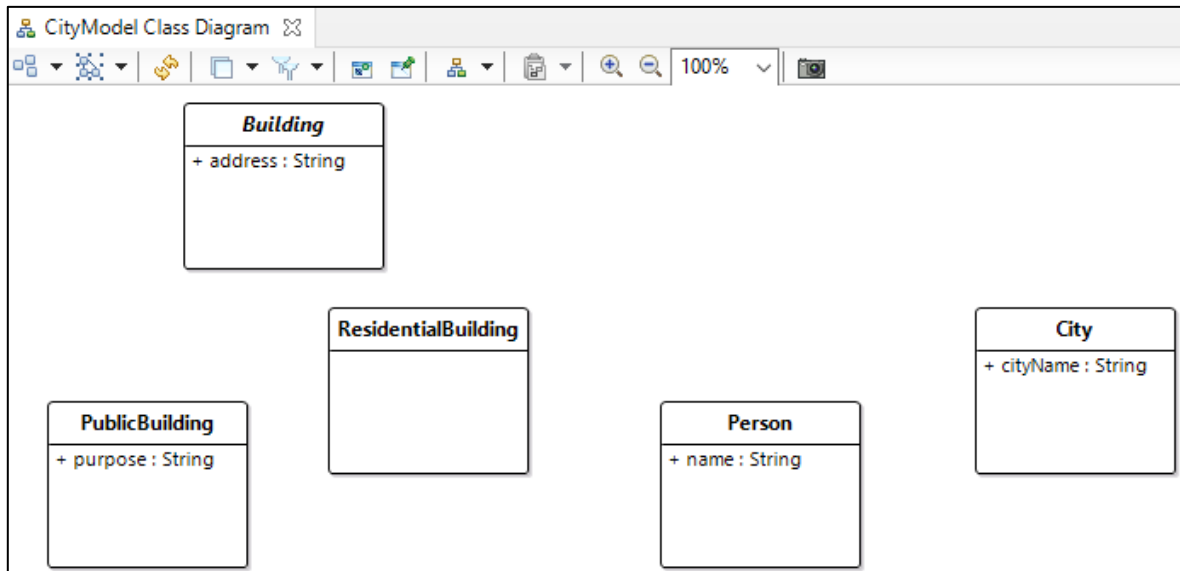 CityModel Class Diagram
100%
Building
+ address : String
ResidentialBuilding
City
+ cityName : String
PublicBuilding
+ purpose : String
Person
+ name : String